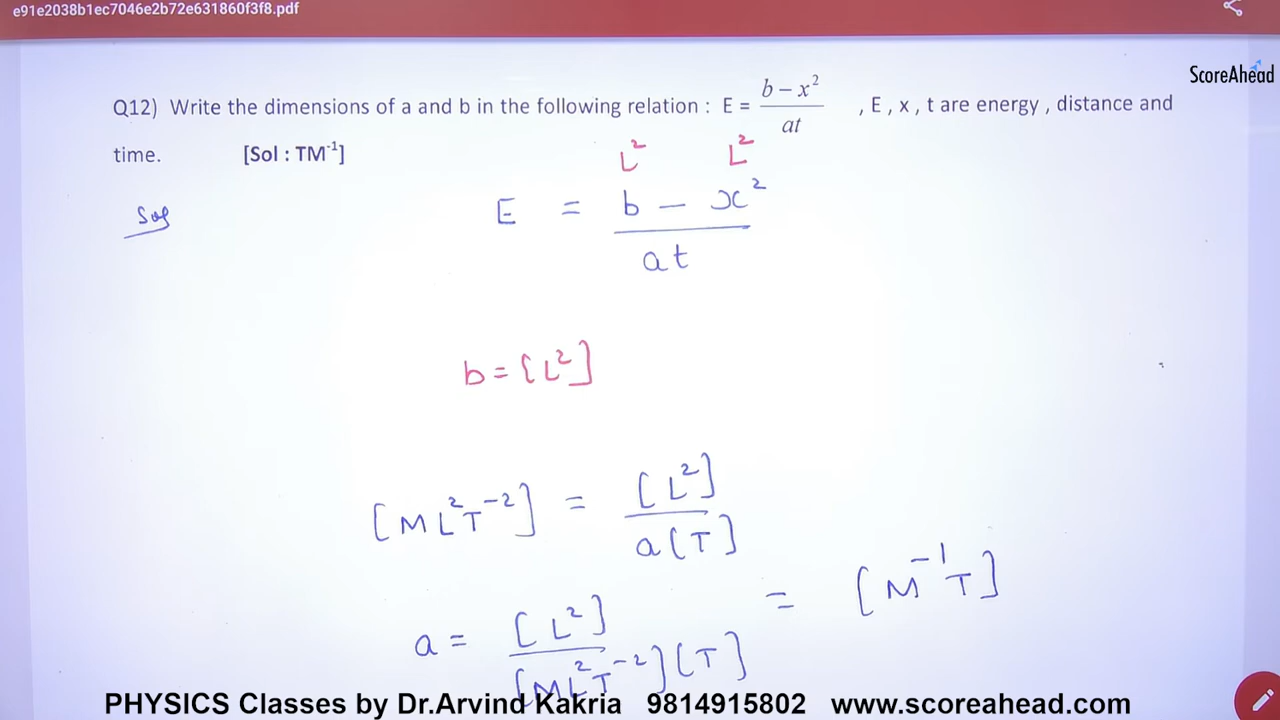 e91e2038b1ec7046e2b72e631860f3f8.pdf
ScoreAhead
Q12) Write the dimensions of a and b in the following relation : E = (b – x²)/at , E , x , t are energy , distance and
time. [Sol : TM⁻¹]
L² L²
Sol
E = (b – x²)/at
b = [L²]
[ML²T⁻²] = [L²]/a[T]
a = [L²]/[ML²T⁻²][T] = [M⁻¹T]
PHYSICS Classes by Dr.Arvind Kakria 9814915802 www.scoreahead.com